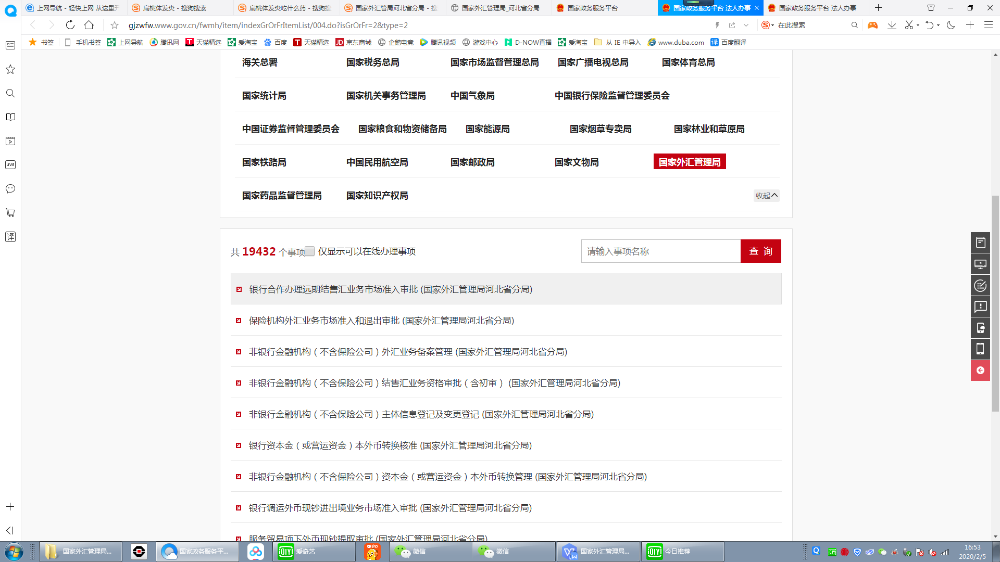 上网导航 - 轻快上网 从这里开
扁桃体发炎 - 搜狗搜索
扁桃体发炎吃什么药 - 搜狗搜
国家外汇管局河北省分局 - 搜
国家外汇管理局_河北省分局
国家政务服务平台
国家政务服务平台 法人办事
国家政务服务平台 法人办事
gjzwfw.www.gov.cn/fwmh/item/indexGrOrFrItemList/004.do?isGrOrFr=2&type=2
在此搜索
书签 手机书签 上网导航 腾讯网 天猫精选 爱淘宝 百度 天猫精选 京东商城 企鹅电竞 腾讯视频 游戏中心 D-NOW直播 爱淘宝 从 IE 中导入 www.duba.com 百度翻译
海关总署 国家税务总局 国家市场监督管理总局 国家广播电视总局 国家体育总局
国家统计局 国家机关事务管理局 中国气象局 中国银行保险监督管理委员会
中国证券监督管理委员会 国家粮食和物资储备局 国家能源局 国家烟草专卖局 国家林业和草原局
国家铁路局 中国民用航空局 国家邮政局 国家文物局 国家外汇管理局
国家药品监督管理局 国家知识产权局 收起
共 19432 个事项 仅显示可以在线办理事项 请输入事项名称 查 询
银行合作办理远期结售汇业务市场准入审批 (国家外汇管理局河北省分局)
保险机构外汇业务市场准入和退出审批 (国家外汇管理局河北省分局)
非银行金融机构（不含保险公司）外汇业务备案管理 (国家外汇管理局河北省分局)
非银行金融机构（不含保险公司）结售汇业务资格审批（含初审） (国家外汇管理局河北省分局)
非银行金融机构（不含保险公司）主体信息登记及变更登记 (国家外汇管理局河北省分局)
银行资本金（或营运资金）本外币转换核准 (国家外汇管理局河北省分局)
非银行金融机构（不含保险公司）资本金（或营运资金）本外币转换管理 (国家外汇管理局河北省分局)
银行调运外币现钞进出境业务市场准入审批 (国家外汇管理局河北省分局)
服务贸易项下外币现钞提取审批 (国家外汇管理局河北省分局)
LIVE
译
国家外汇管理局...
国家政务服务平...
爱奇艺
微信
微信
国家外汇管理局...
今日推荐
16:53
2020/2/5